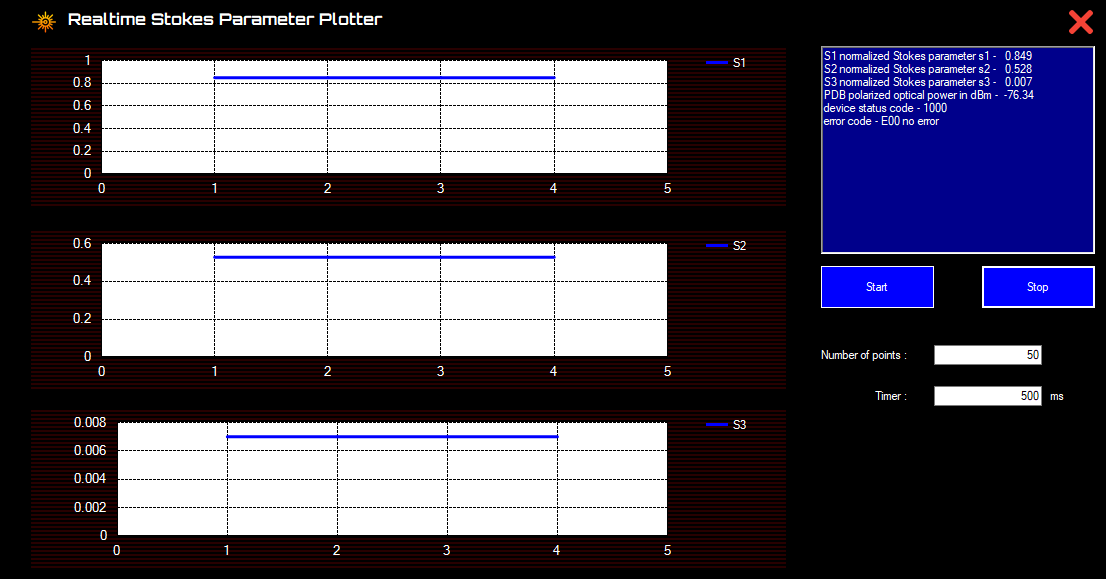 Realtime Stokes Parameter Plotter
1
0.8
0.6
0.4
0.2
0
0 1 2 3 4 5
S1
0.6
0.4
0.2
0
0 1 2 3 4 5
S2
0.008
0.006
0.004
0.002
0
0 1 2 3 4 5
S3
S1 normalized Stokes parameter s1 - 0.849
S2 normalized Stokes parameter s2 - 0.528
S3 normalized Stokes parameter s3 - 0.007
PDB polarized optical power in dBm - -76.34
device status code - 1000
error code - E00 no error
Start Stop
Number of points : 50
Timer : 500 ms